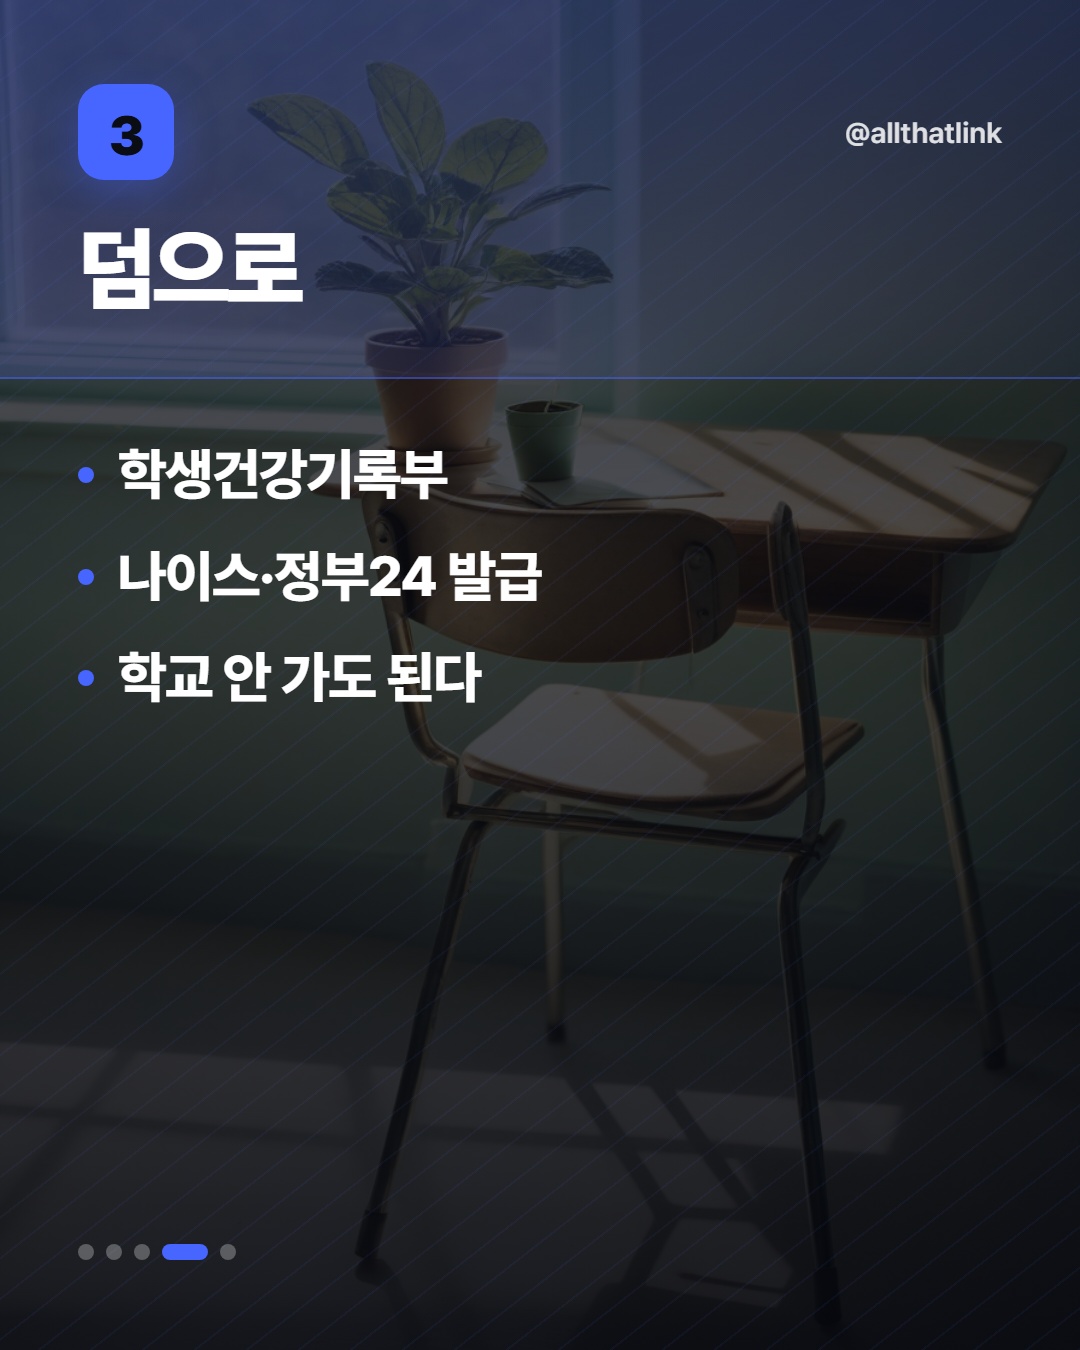 3
@allthatlink
덤으로
학생건강기록부
나이스·정부24 발급
학교 안 가도 된다